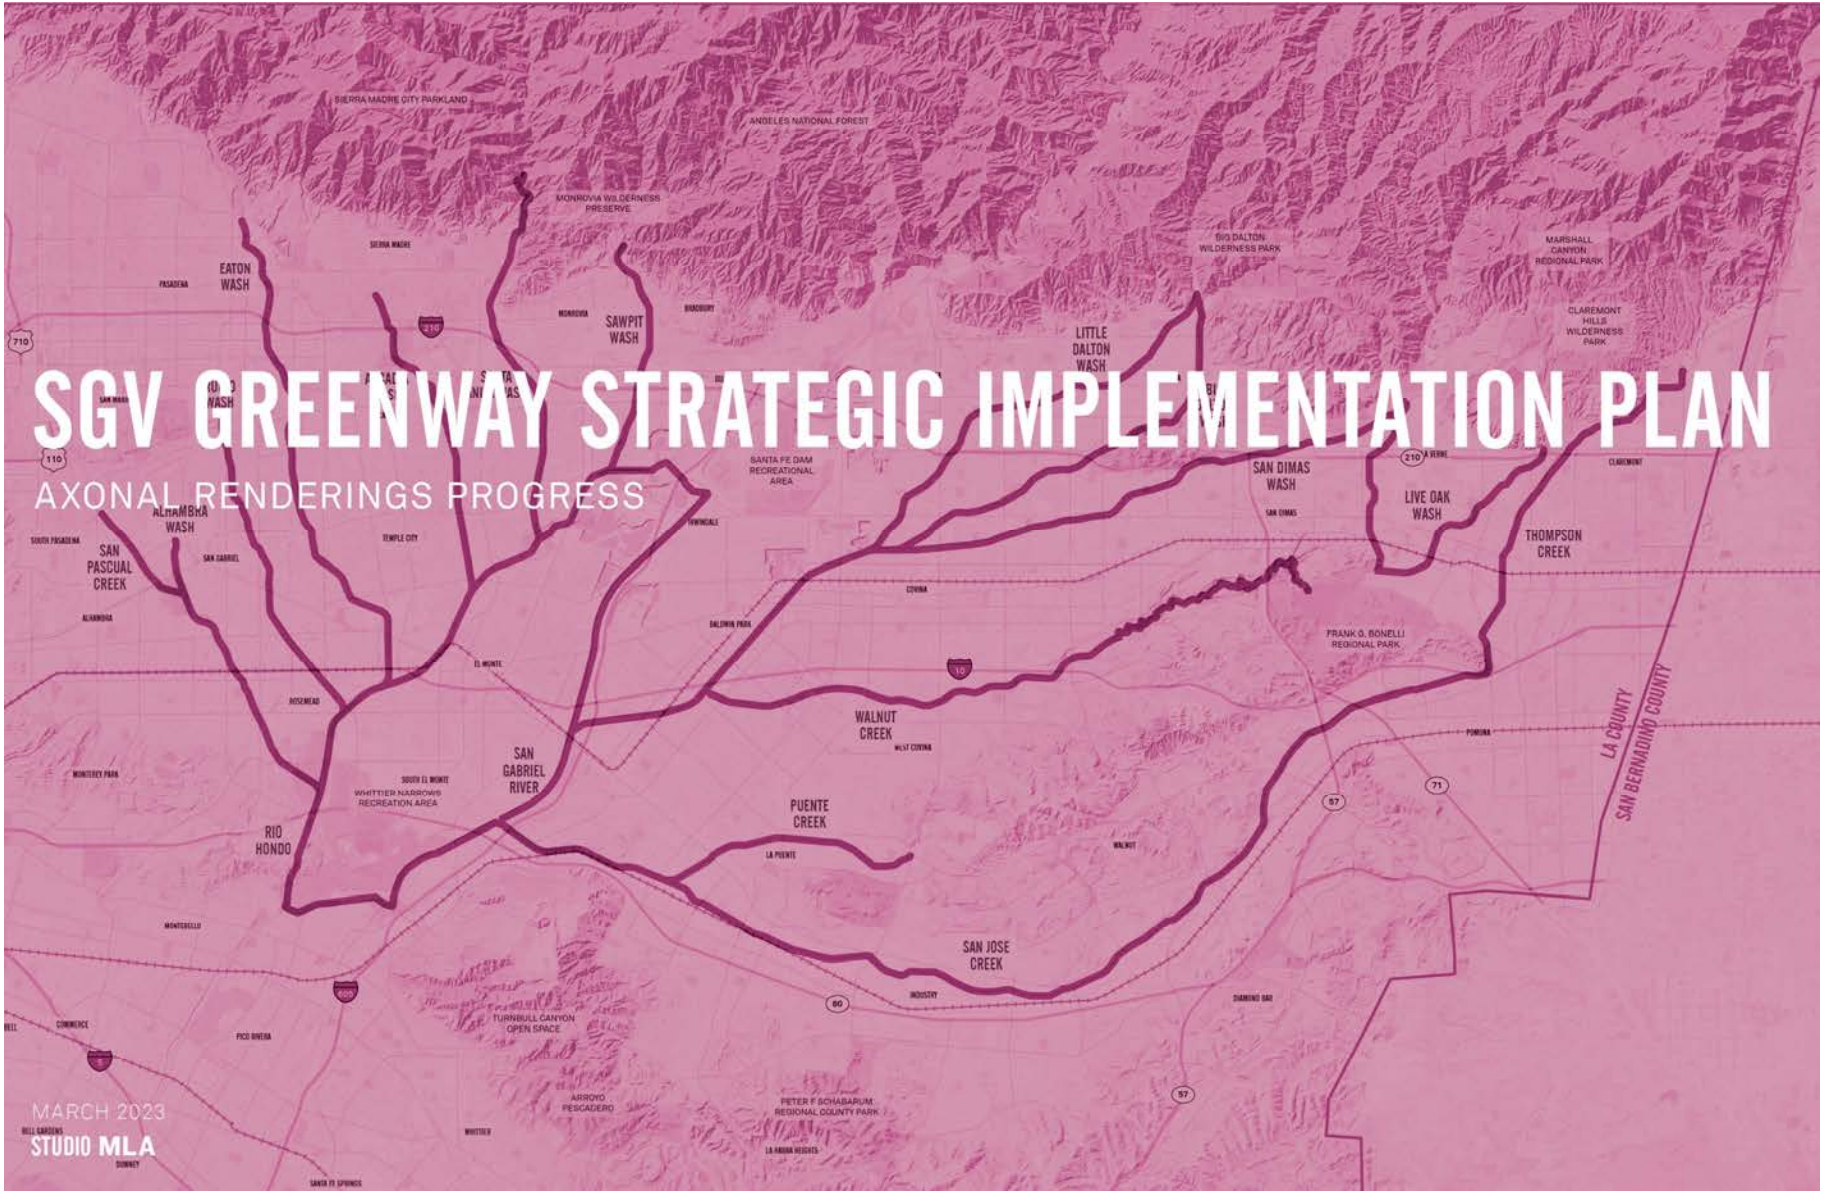 SIERRA MADRE CITY PARKLAND
ANGELES NATIONAL FOREST
MONROVIA WILDERNESS
PRESERVE
BIG DALTON
WILDERNESS PARK
MARSHALL
CANYON
REGIONAL PARK
SIERRA MADRE
EATON
WASH
PASADENA
210
MONROVIA
SAWPIT
WASH
BRADBURY
LITTLE
DALTON
WASH
CLAREMONT
HILLS
WILDERNESS
PARK
710
SGV GREENWAY STRATEGIC IMPLEMENTATION PLAN
WASH
110
SANTA FE DAM
RECREATIONAL
AREA
SAN DIMAS
WASH
210
CLAREMONT
AXONAL RENDERINGS PROGRESS
ALHAMBRA
WASH
LIVE OAK
WASH
SAN DIMAS
IRWINDALE
SOUTH PASADENA
TEMPLE CITY
SAN
PASCUAL
CREEK
SAN GABRIEL
THOMPSON
CREEK
COVINA
ALHAMBRA
BALDWIN PARK
FRANK G. BONELLI
REGIONAL PARK
EL MONTE
10
ROSEMEAD
WALNUT
CREEK
WEST COVINA
POMONA
LA COUNTY
SAN BERNADINO COUNTY
SAN
GABRIEL
RIVER
MONTEREY PARK
SOUTH EL MONTE
WHITTIER NARROWS
RECREATION AREA
71
57
PUENTE
CREEK
RIO
HONDO
LA PUENTE
WALNUT
MONTEBELLO
SAN JOSE
CREEK
605
60
INDUSTRY
DIAMOND BAR
TURNBULL CANYON
OPEN SPACE
BELL
COMMERCE
PICO RIVERA
5
57
ARROYO
PESCADERO
PETER F SCHABARUM
REGIONAL COUNTY PARK
MARCH 2023
BELL GARDENS
WHITTIER
STUDIO MLA
LA HABRA HEIGHTS
DOWNEY
SANTA FE SPRINGS